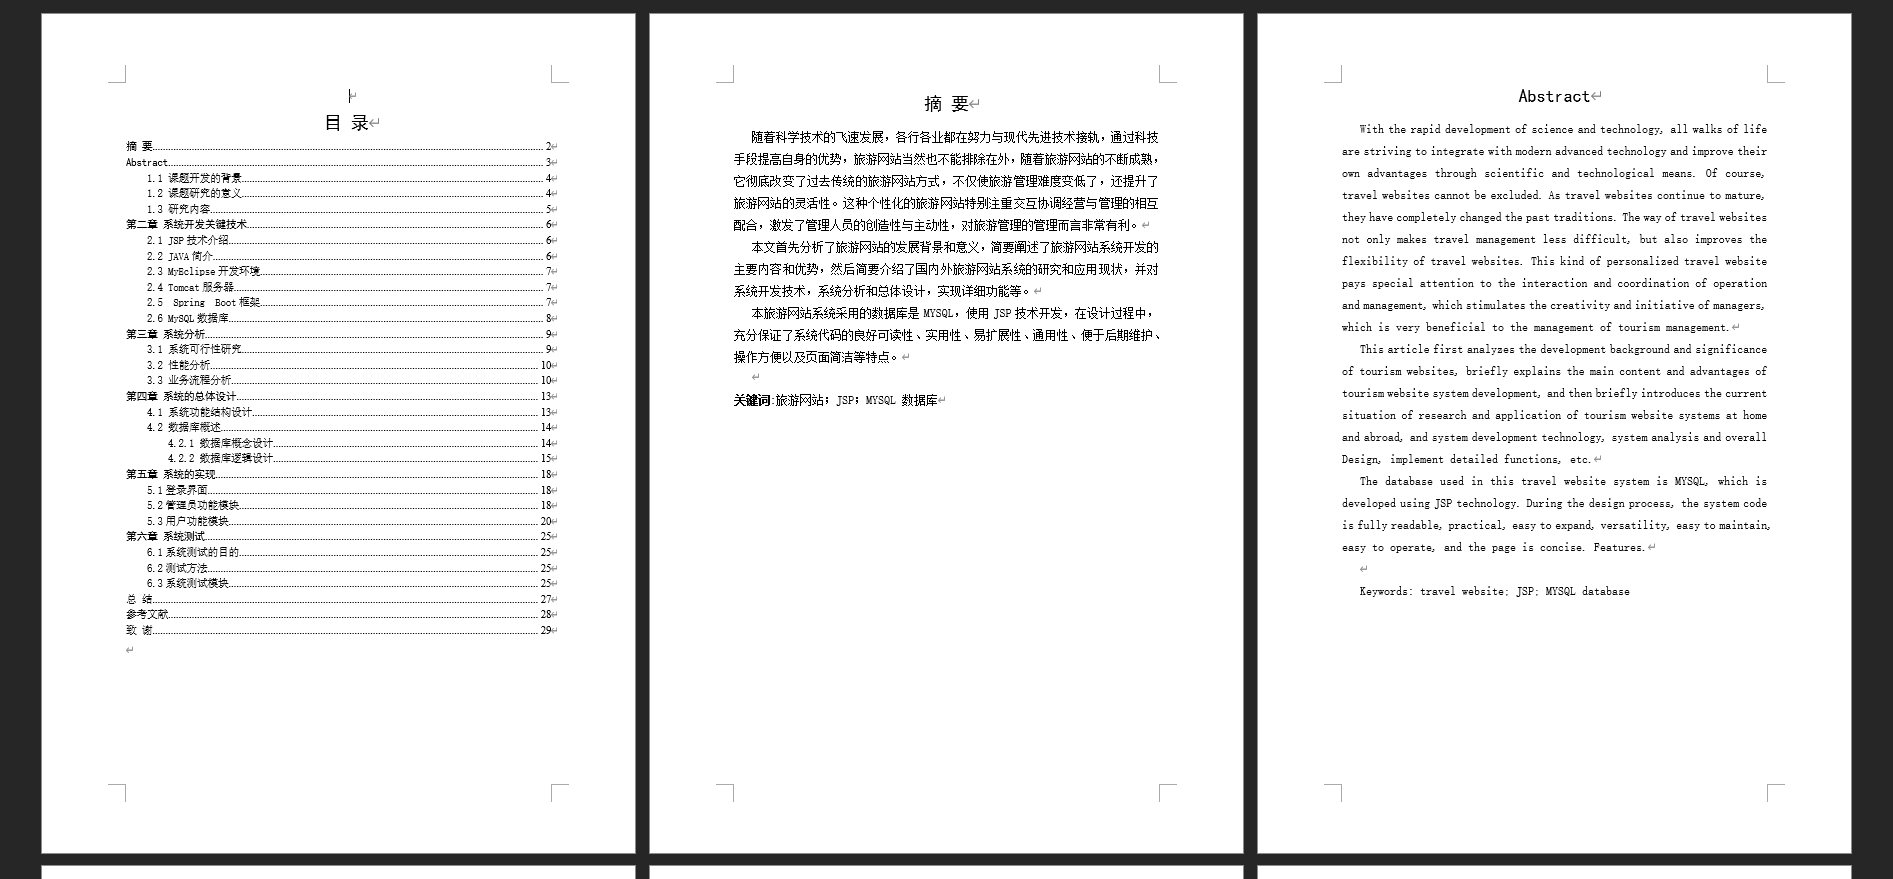 目 录
摘 要 2
Abstract 3
1.1 课题开发的背景 4
1.2 课题研究的意义 4
1.3 研究内容 5
第二章 系统开发关键技术 6
2.1 JSP技术介绍 6
2.2 JAVA简介 6
2.3 MyEclipse开发环境 7
2.4 Tomcat服务器 7
2.5 Spring Boot框架 7
2.6 MySQL数据库 8
第三章 系统分析 9
3.1 系统可行性研究 9
3.2 性能分析 10
3.3 业务流程分析 10
第四章 系统的总体设计 13
4.1 系统功能结构设计 13
4.2 数据库概述 14
4.2.1 数据库概念设计 14
4.2.2 数据库逻辑设计 15
第五章 系统的实现 18
5.1登录界面 18
5.2管理员功能模块 18
5.3用户功能模块 20
第六章 系统测试 25
6.1系统测试的目的 25
6.2测试方法 25
6.3系统测试模块 25
总 结 27
参考文献 28
致 谢 29
摘 要
随着科学技术的飞速发展，各行各业都在努力与现代先进技术接轨，通过科技
手段提高自身的优势，旅游网站当然也不能排除在外，随着旅游网站的不断成熟，
它彻底改变了过去传统的旅游网站方式，不仅使旅游管理难度变低了，还提升了
旅游网站的灵活性。这种个性化的旅游网站特别注重交互协调经营与管理的相互
配合，激发了管理人员的创造性与主动性，对旅游管理的管理而言非常有利。
本文首先分析了旅游网站的发展背景和意义，简要阐述了旅游网站系统开发的
主要内容和优势，然后简要介绍了国内外旅游网站系统的研究和应用现状，并对
系统开发技术，系统分析和总体设计，实现详细功能等。
本旅游网站系统采用的数据库是MYSQL，使用JSP技术开发，在设计过程中，
充分保证了系统代码的良好可读性、实用性、易扩展性、通用性、便于后期维护、
操作方便以及页面简洁等特点。
关键词:旅游网站；JSP；MYSQL 数据库
Abstract
With the rapid development of science and technology, all walks of life
are striving to integrate with modern advanced technology and improve their
own advantages through scientific and technological means. Of course,
travel websites cannot be excluded. As travel websites continue to mature,
they have completely changed the past traditions. The way of travel websites
not only makes travel management less difficult, but also improves the
flexibility of travel websites. This kind of personalized travel website
pays special attention to the interaction and coordination of operation
and management, which stimulates the creativity and initiative of managers,
which is very beneficial to the management of tourism management.
This article first analyzes the development background and significance
of tourism websites, briefly explains the main content and advantages of
tourism website system development, and then briefly introduces the current
situation of research and application of tourism website systems at home
and abroad, and system development technology, system analysis and overall
Design, implement detailed functions, etc.
The database used in this travel website system is MYSQL, which is
developed using JSP technology. During the design process, the system code
is fully readable, practical, easy to expand, versatility, easy to maintain,
easy to operate, and the page is concise. Features.
Keywords: travel website; JSP; MYSQL database